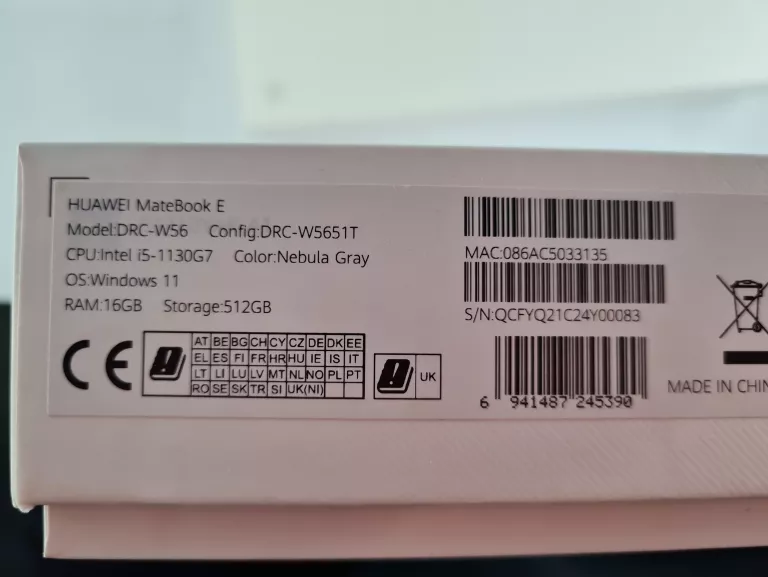 HUAWEI MateBook E
Model:DRC-W56 Config:DRC-W5651T
CPU:Intel i5-1130G7 Color:Nebula Gray
OS:Windows 11
RAM:16GB Storage:512GB
MAC:086AC5033135
S/N:QCFYQ21C24Y00083
CE
AT BE BG CH CY CZ DE DK EE
EL ES FI FR HR HU IE IS IT
LT LI LU LV MT NL NO PL PT
RO SE SK TR SI UK(NI)
UK
6 941487 245390
MADE IN CHIN